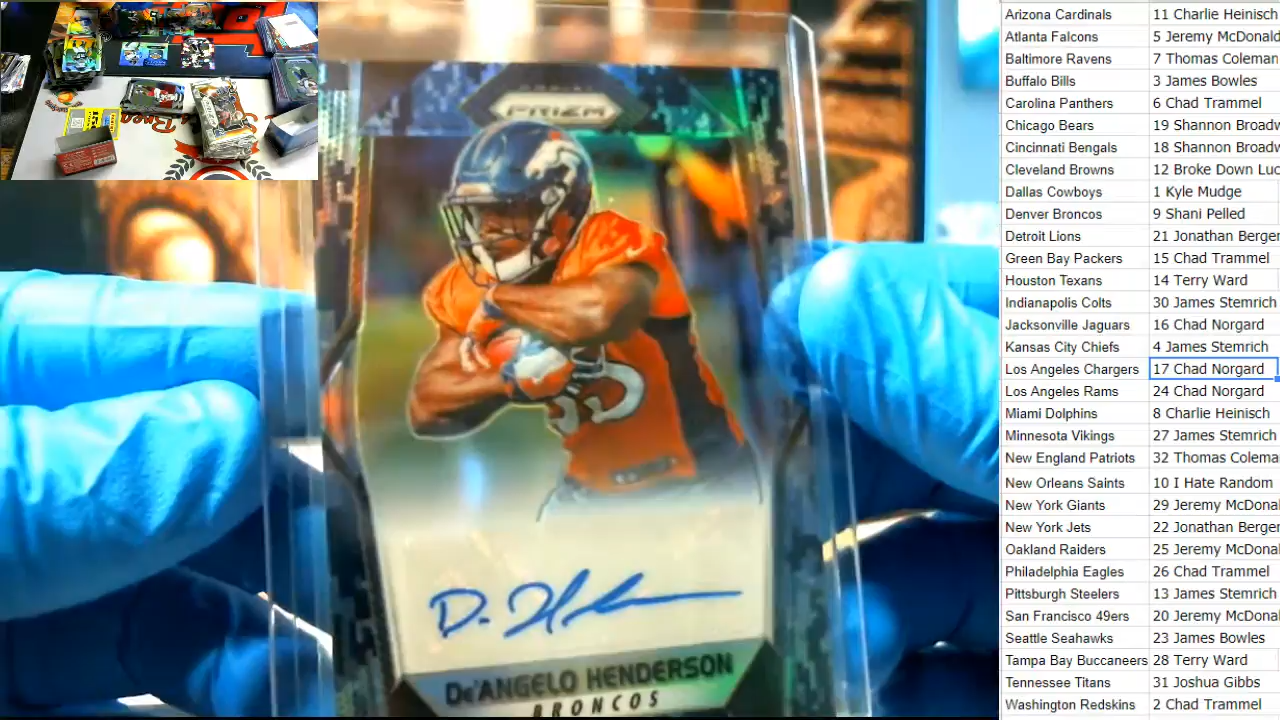 PRIZM
D. H
De'ANGELO HENDERSON
BRONCOS
Arizona Cardinals 11 Charlie Heinisch
Atlanta Falcons 5 Jeremy McDonald
Baltimore Ravens 7 Thomas Coleman
Buffalo Bills 3 James Bowles
Carolina Panthers 6 Chad Trammel
Chicago Bears 19 Shannon Broadw
Cincinnati Bengals 18 Shannon Broadw
Cleveland Browns 12 Broke Down Luc
Dallas Cowboys 1 Kyle Mudge
Denver Broncos 9 Shani Pelled
Detroit Lions 21 Jonathan Berger
Green Bay Packers 15 Chad Trammel
Houston Texans 14 Terry Ward
Indianapolis Colts 30 James Stemrich
Jacksonville Jaguars 16 Chad Norgard
Kansas City Chiefs 4 James Stemrich
Los Angeles Chargers 17 Chad Norgard
Los Angeles Rams 24 Chad Norgard
Miami Dolphins 8 Charlie Heinisch
Minnesota Vikings 27 James Stemrich
New England Patriots 32 Thomas Colema
New Orleans Saints 10 I Hate Random
New York Giants 29 Jeremy McDona
New York Jets 22 Jonathan Berger
Oakland Raiders 25 Jeremy McDona
Philadelphia Eagles 26 Chad Trammel
Pittsburgh Steelers 13 James Stemrich
San Francisco 49ers 20 Jeremy McDona
Seattle Seahawks 23 James Bowles
Tampa Bay Buccaneers 28 Terry Ward
Tennessee Titans 31 Joshua Gibbs
Washington Redskins 2 Chad Trammel